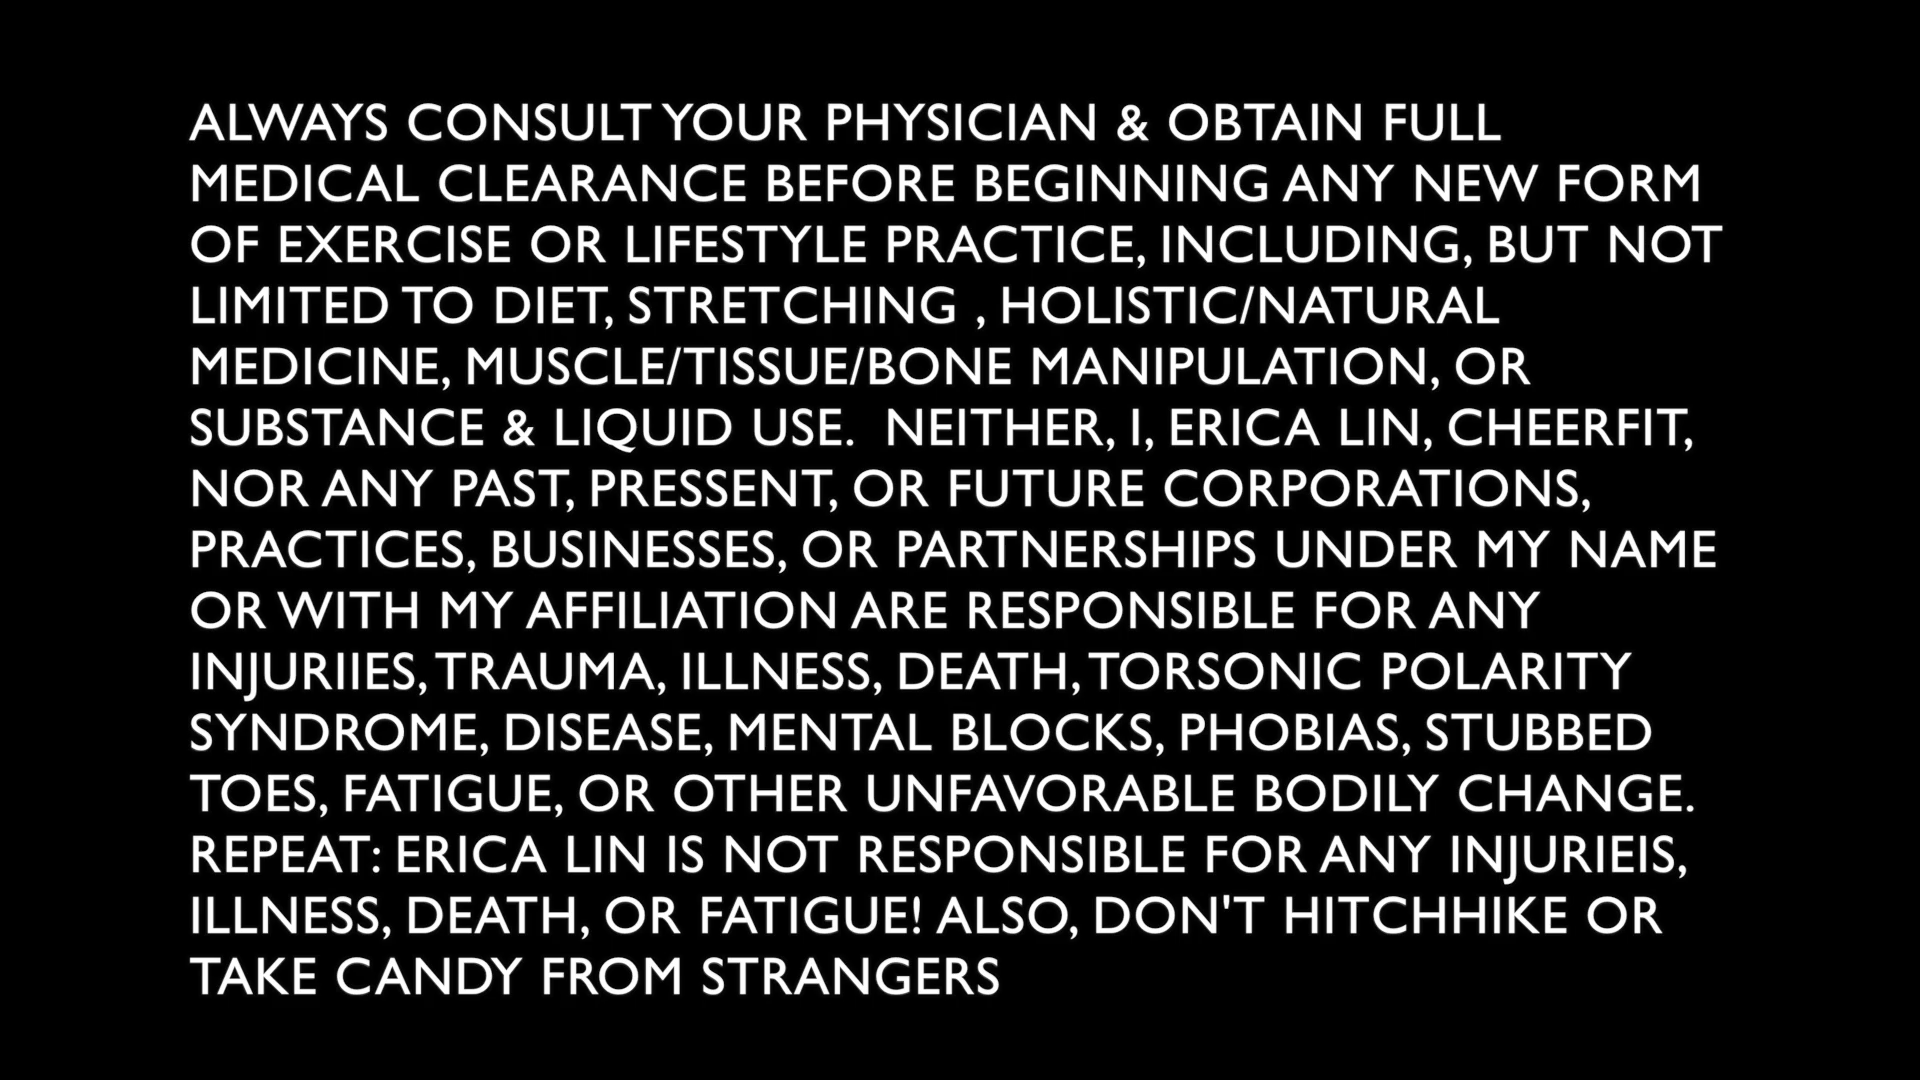 ALWAYS CONSULT YOUR PHYSICIAN & OBTAIN FULL
MEDICAL CLEARANCE BEFORE BEGINNING ANY NEW FORM
OF EXERCISE OR LIFESTYLE PRACTICE, INCLUDING, BUT NOT
LIMITED TO DIET, STRETCHING , HOLISTIC/NATURAL
MEDICINE, MUSCLE/TISSUE/BONE MANIPULATION, OR
SUBSTANCE & LIQUID USE.  NEITHER, I, ERICA LIN, CHEERFIT,
NOR ANY PAST, PRESSENT, OR FUTURE CORPORATIONS,
PRACTICES, BUSINESSES, OR PARTNERSHIPS UNDER MY NAME
OR WITH MY AFFILIATION ARE RESPONSIBLE FOR ANY
INJURIIES, TRAUMA, ILLNESS, DEATH, TORSONIC POLARITY
SYNDROME, DISEASE, MENTAL BLOCKS, PHOBIAS, STUBBED
TOES, FATIGUE, OR OTHER UNFAVORABLE BODILY CHANGE.
REPEAT: ERICA LIN IS NOT RESPONSIBLE FOR ANY INJURIEIS,
ILLNESS, DEATH, OR FATIGUE! ALSO, DON'T HITCHHIKE OR
TAKE CANDY FROM STRANGERS